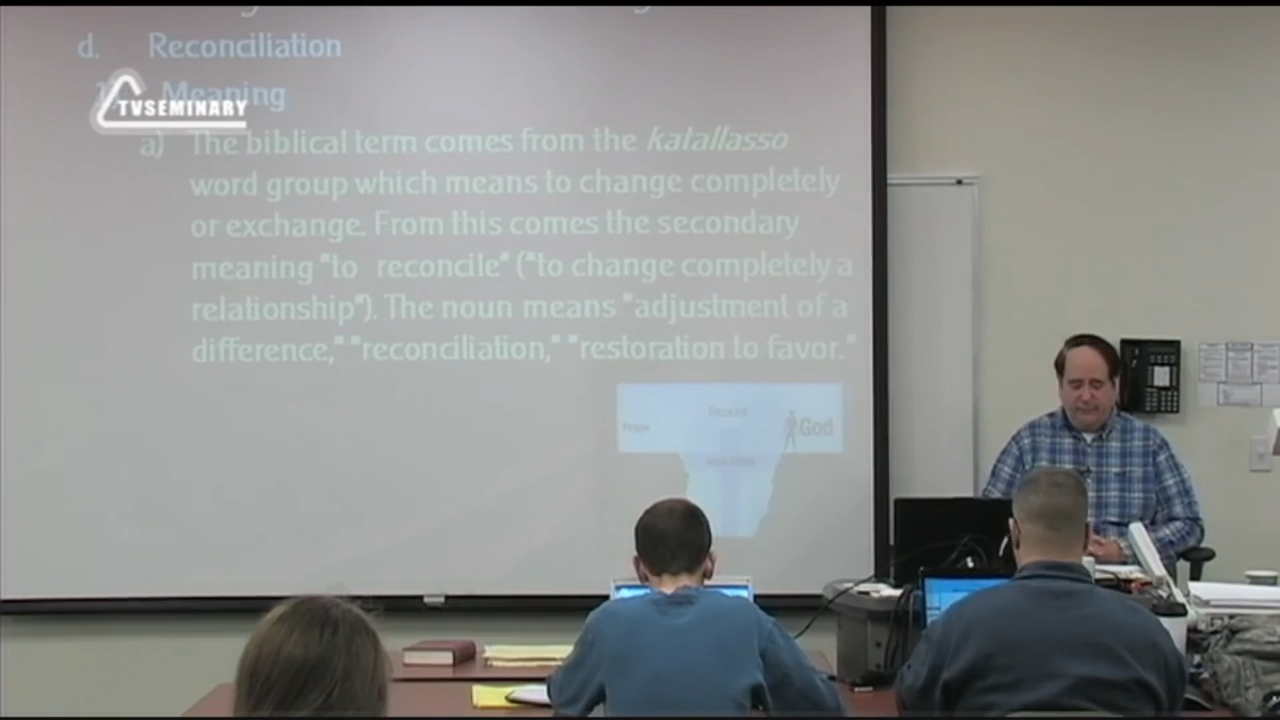 d. Reconciliation
Meaning
TVSEMINARY
a) The biblical term comes from the katallasso
word group which means to change completely
or exchange. From this comes the secondary
meaning "to reconcile" ("to change completely a
relationship"). The noun means "adjustment of a
difference," "reconciliation," "restoration to favor."
People
God